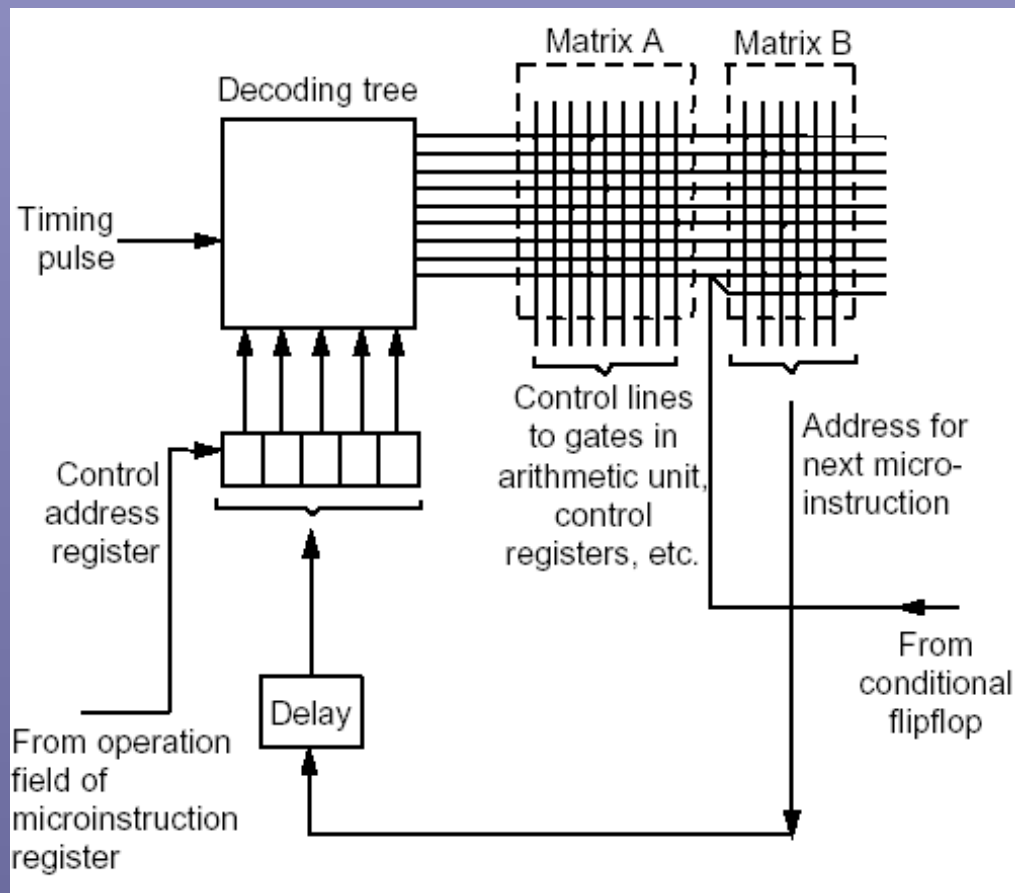 Matrix A
Matrix B
Decoding tree
Timing
pulse
Control lines
to gates in
arithmetic unit,
control
registers, etc.
Address for
next micro-
instruction
Control
address
register
From
conditional
flipflop
Delay
From operation
field of
microinstruction
register